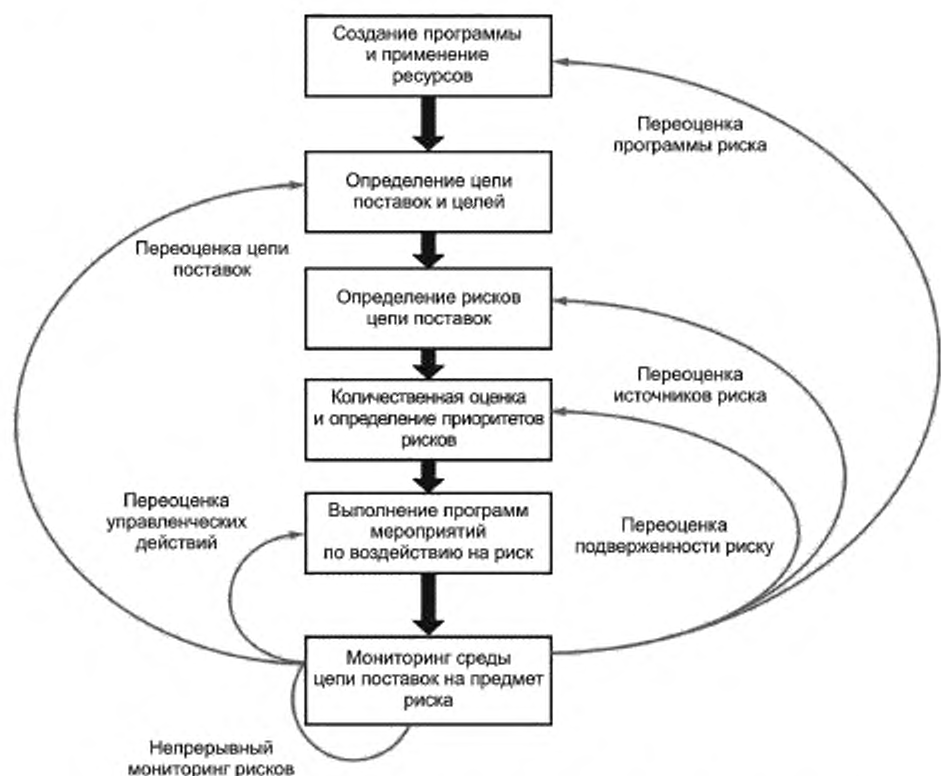 Создание программы
и применение
ресурсов
Переоценка
программы риска
Определение цепи
поставок и целей
Переоценка цепи
поставок
Определение рисков
цепи поставок
Переоценка
источников риска
Количественная оценка
и определение приоритетов
рисков
Переоценка
управленческих
действий
Выполнение программ
мероприятий
по воздействию на риск
Переоценка
подверженности риску
Мониторинг среды
цепи поставок на предмет
риска
Непрерывный
мониторинг рисков